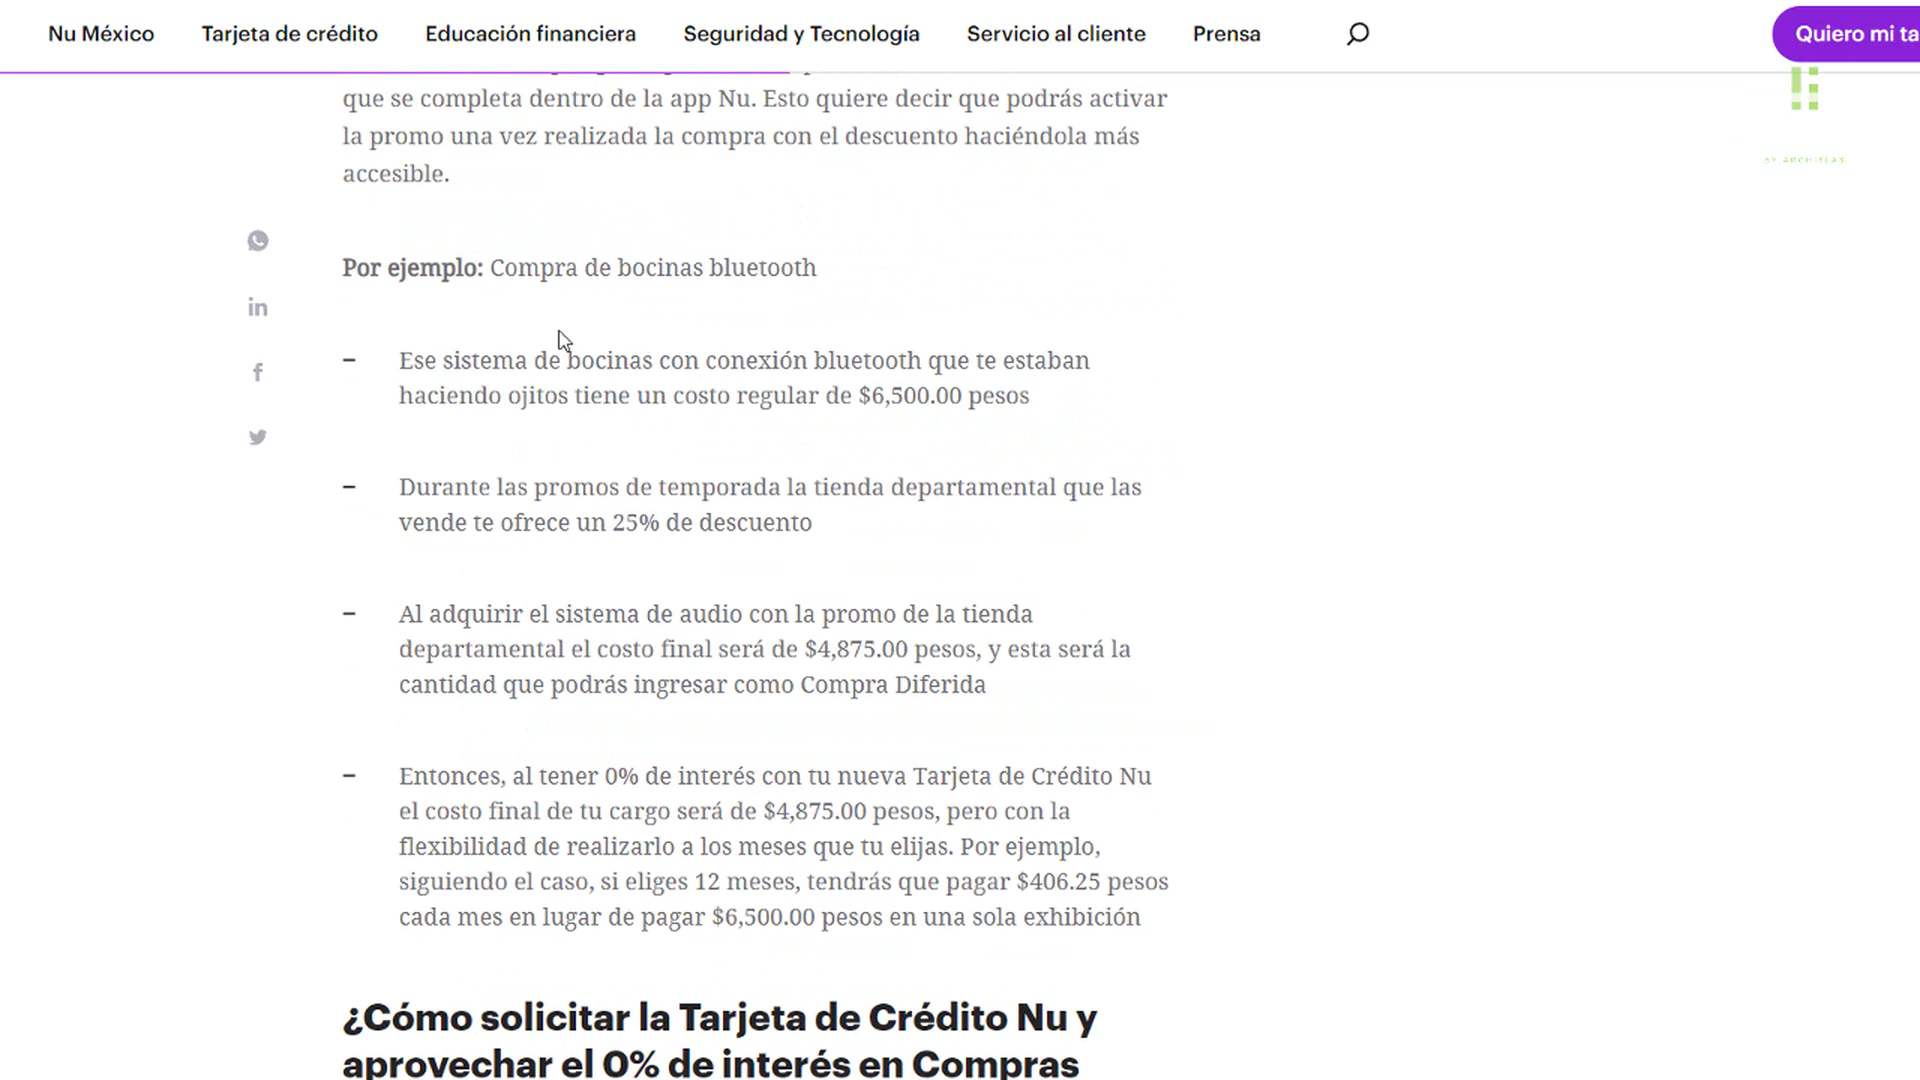 Nu México Tarjeta de crédito Educación financiera Seguridad y Tecnología Servicio al cliente Prensa Quiero mi ta
que se completa dentro de la app Nu. Esto quiere decir que podrás activar
la promo una vez realizada la compra con el descuento haciéndola más
accesible.
Por ejemplo: Compra de bocinas bluetooth
– Ese sistema de bocinas con conexión bluetooth que te estaban
haciendo ojitos tiene un costo regular de $6,500.00 pesos
– Durante las promos de temporada la tienda departamental que las
vende te ofrece un 25% de descuento
– Al adquirir el sistema de audio con la promo de la tienda
departamental el costo final será de $4,875.00 pesos, y esta será la
cantidad que podrás ingresar como Compra Diferida
– Entonces, al tener 0% de interés con tu nueva Tarjeta de Crédito Nu
el costo final de tu cargo será de $4,875.00 pesos, pero con la
flexibilidad de realizarlo a los meses que tu elijas. Por ejemplo,
siguiendo el caso, si eliges 12 meses, tendrás que pagar $406.25 pesos
cada mes en lugar de pagar $6,500.00 pesos en una sola exhibición
¿Cómo solicitar la Tarjeta de Crédito Nu y
aprovechar el 0% de interés en Compras